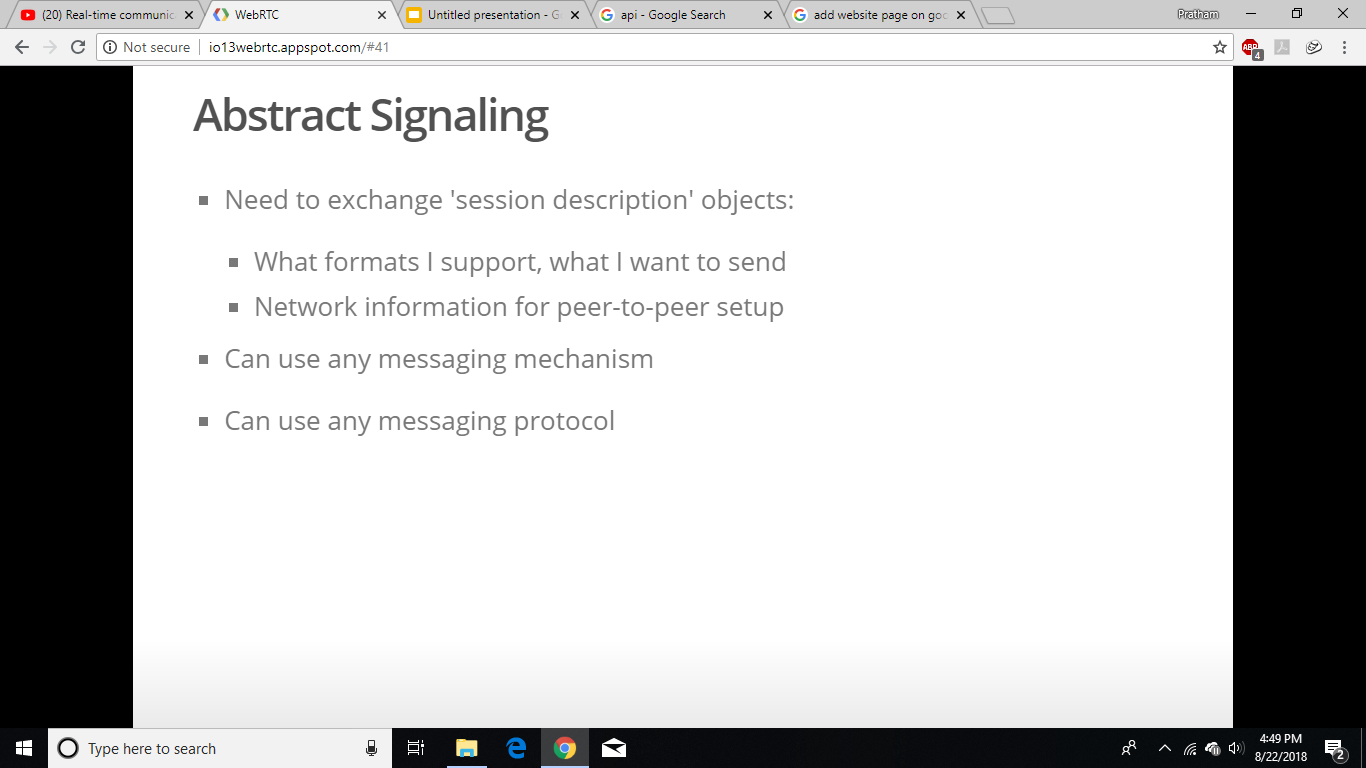 (20) Real-time communic
WebRTC
Untitled presentation - G
api - Google Search
add website page on goo
Pratham
Not secure
io13webrtc.appspot.com/#41
ABP
4
Abstract Signaling
Need to exchange 'session description' objects:
What formats I support, what I want to send
Network information for peer-to-peer setup
Can use any messaging mechanism
Can use any messaging protocol
Type here to search
4:49 PM
8/22/2018
2